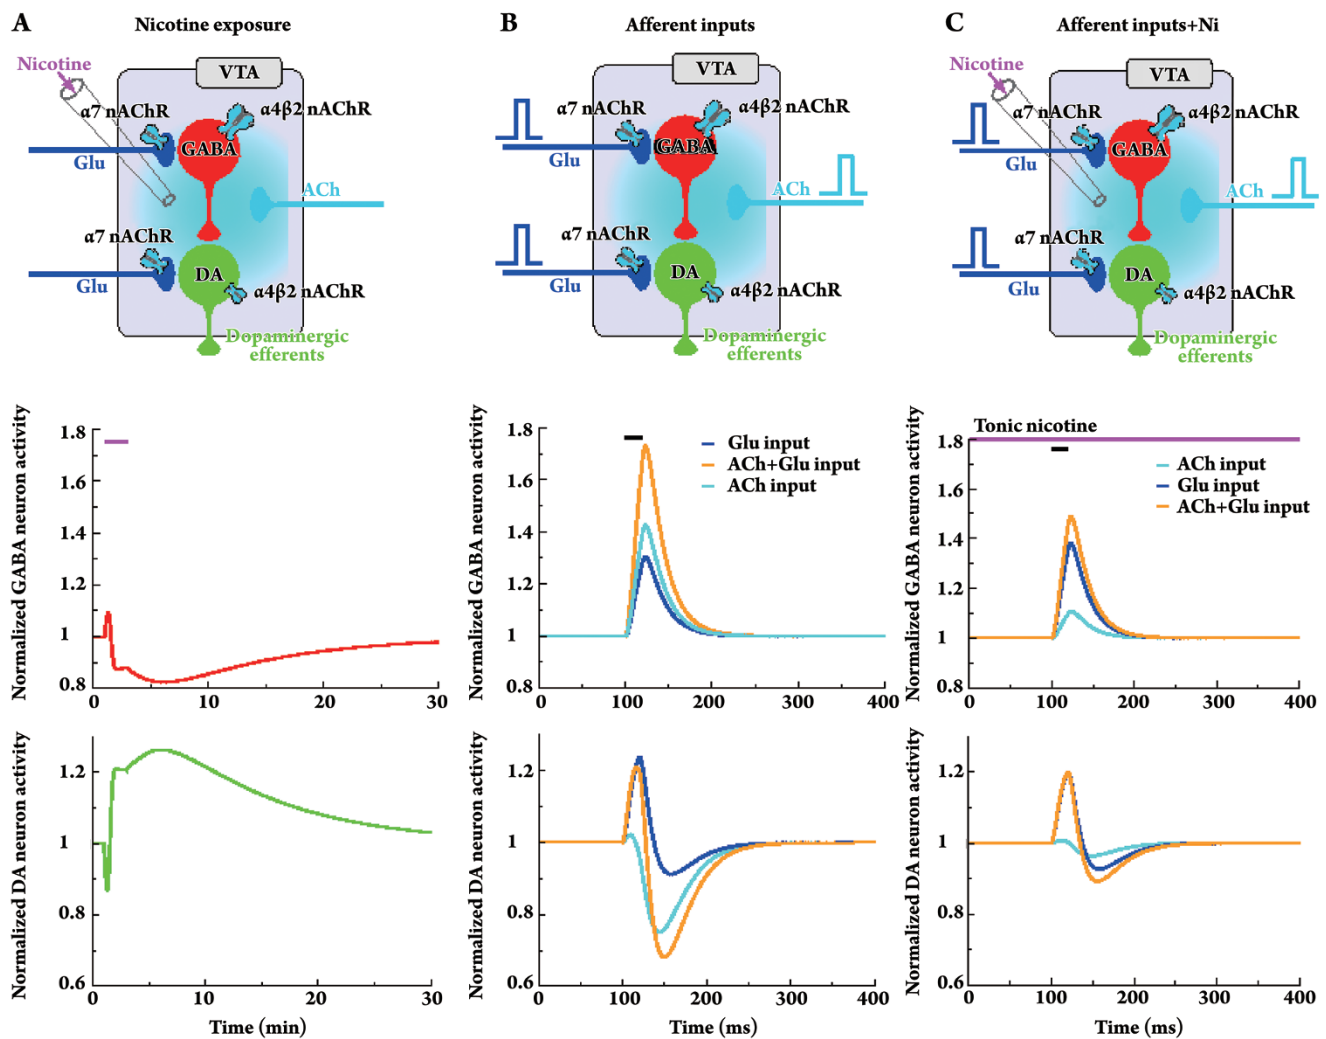 A
Nicotine exposure
Nicotine
VTA
α7 nAChR
α4β2 nAChR
GABA
Glu
ACh
α7 nAChR
DA
Glu
α4β2 nAChR
Dopaminergic
efferents
B
Afferent inputs
VTA
α7 nAChR
α4β2 nAChR
GABA
Glu
ACh
α7 nAChR
DA
Glu
α4β2 nAChR
Dopaminergic
efferents
C
Afferent inputs+Ni
Nicotine
VTA
α7 nAChR
α4β2 nAChR
GABA
Glu
ACh
α7 nAChR
DA
Glu
α4β2 nAChR
Dopaminergic
efferents
Normalized GABA neuron activity
1.8
1.6
1.4
1.2
1
0.8
0
10
20
30
Normalized GABA neuron activity
1.8
1.6
1.4
1.2
1
0.8
0
100
200
300
400
Glu input
ACh+Glu input
ACh input
Normalized GABA neuron activity
Tonic nicotine
1.8
1.6
1.4
1.2
1
0.8
0
100
200
300
400
ACh input
Glu input
ACh+Glu input
Normalized DA neuron activity
1.2
1
0.8
0.6
0
10
20
30
Time (min)
Normalized DA neuron activity
1.2
1
0.8
0.6
0
100
200
300
400
Time (ms)
Normalized DA neuron activity
1.2
1
0.8
0.6
0
100
200
300
400
Time (ms)